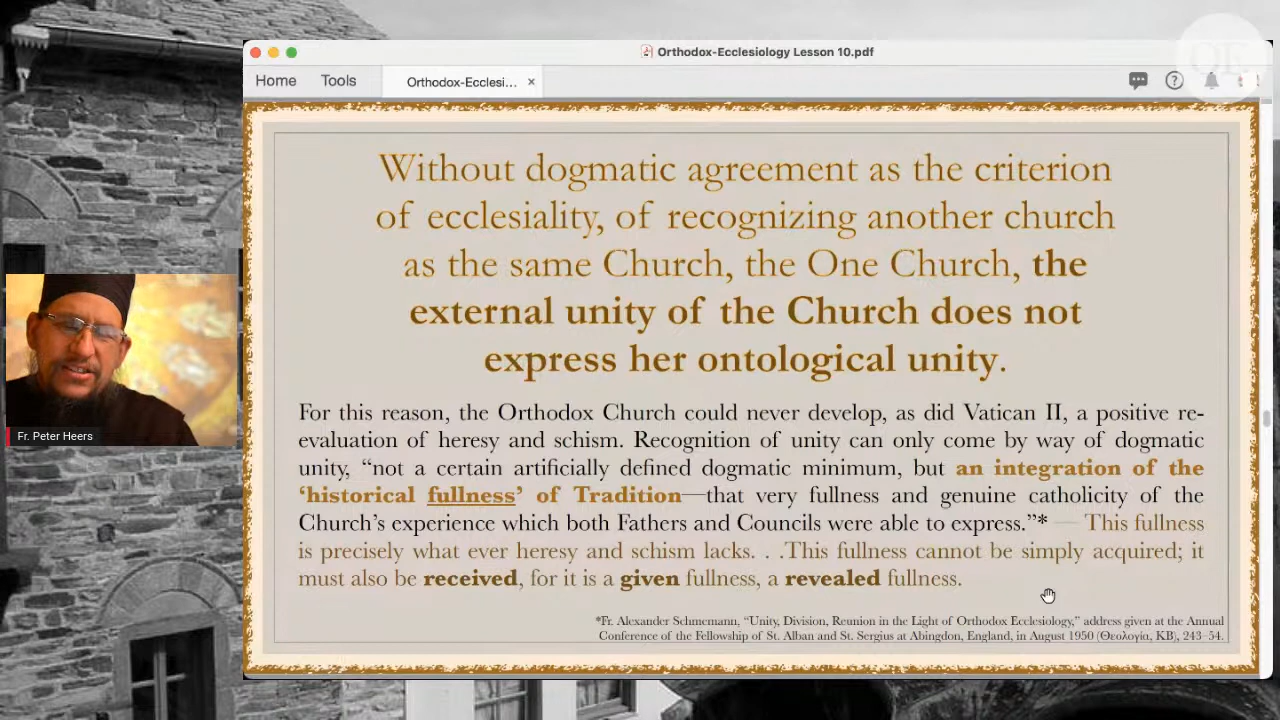 Orthodox-Ecclesiology Lesson 10.pdf
Home Tools Orthodox-Ecclesi... ×
Without dogmatic agreement as the criterion
of ecclesiality, of recognizing another church
as the same Church, the One Church, the
external unity of the Church does not
express her ontological unity.
For this reason, the Orthodox Church could never develop, as did Vatican II, a positive re-
evaluation of heresy and schism. Recognition of unity can only come by way of dogmatic
unity, “not a certain artificially defined dogmatic minimum, but an integration of the
‘historical fullness’ of Tradition—that very fullness and genuine catholicity of the
Church’s experience which both Fathers and Councils were able to express.”* — This fullness
is precisely what ever heresy and schism lacks. . .This fullness cannot be simply acquired; it
must also be received, for it is a given fullness, a revealed fullness.
*Fr. Alexander Schmemann, “Unity, Division, Reunion in the Light of Orthodox Ecclesiology,” address given at the Annual
Conference of the Fellowship of St. Alban and St. Sergius at Abingdon, England, in August 1950 (Θεολογία, ΚΒ), 243–54.
Fr. Peter Heers